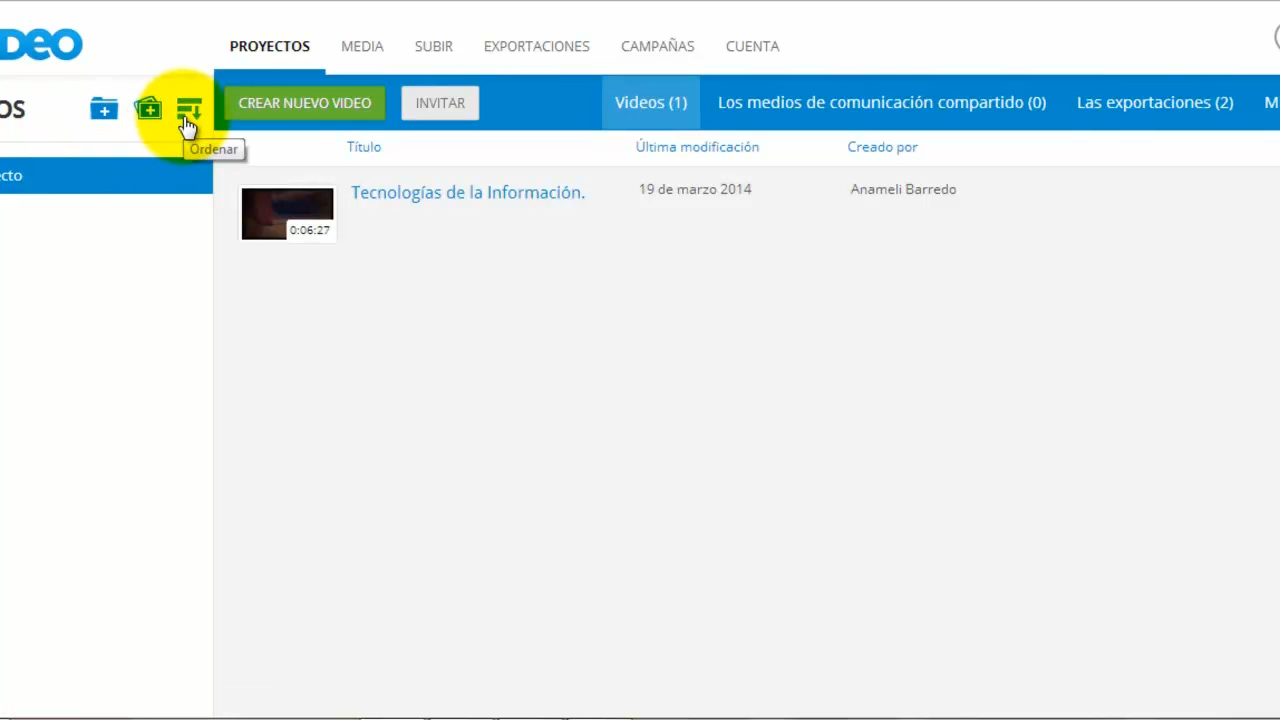 DEO
PROYECTOS MEDIA SUBIR EXPORTACIONES CAMPAÑAS CUENTA
OS CREAR NUEVO VIDEO INVITAR Videos (1) Los medios de comunicación compartido (0) Las exportaciones (2) M
Ordenar Título Última modificación Creado por
ecto
Tecnologías de la Información. 19 de marzo 2014 Anameli Barredo
0:06:27